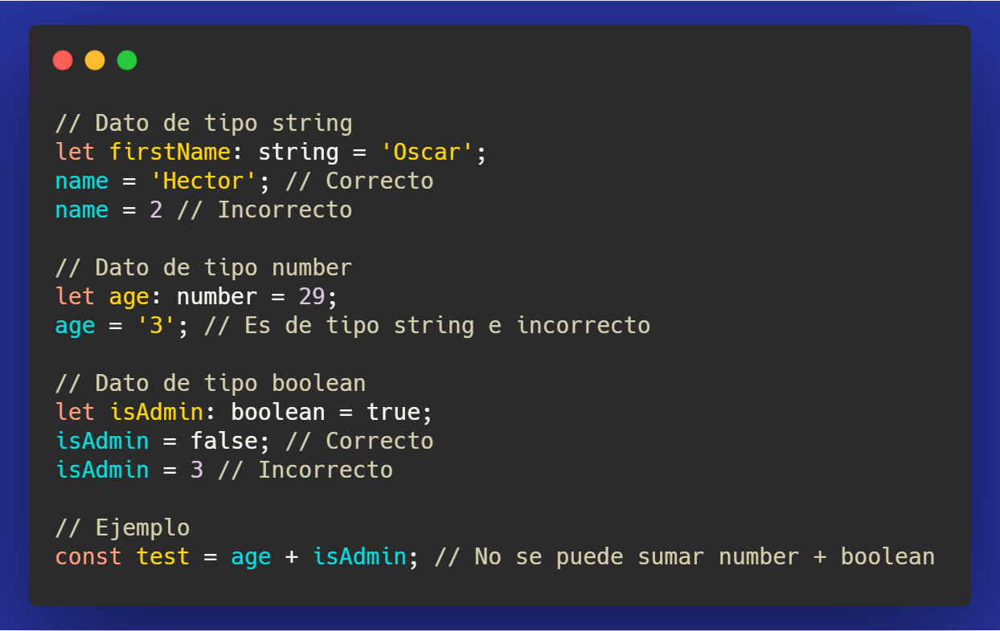 // Dato de tipo string
let firstName: string = 'Oscar';
name = 'Hector'; // Correcto
name = 2 // Incorrecto
// Dato de tipo number
let age: number = 29;
age = '3'; // Es de tipo string e incorrecto
// Dato de tipo boolean
let isAdmin: boolean = true;
isAdmin = false; // Correcto
isAdmin = 3 // Incorrecto
// Ejemplo
const test = age + isAdmin; // No se puede sumar number + boolean